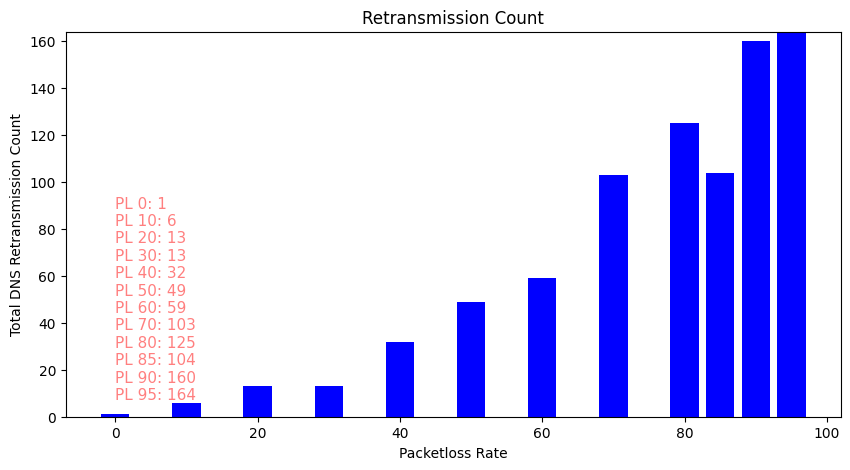 Retransmission Count
160
140
120
100
80
60
40
20
0
Total DNS Retransmission Count
PL 0: 1
PL 10: 6
PL 20: 13
PL 30: 13
PL 40: 32
PL 50: 49
PL 60: 59
PL 70: 103
PL 80: 125
PL 85: 104
PL 90: 160
PL 95: 164
0
20
40
60
80
100
Packetloss Rate